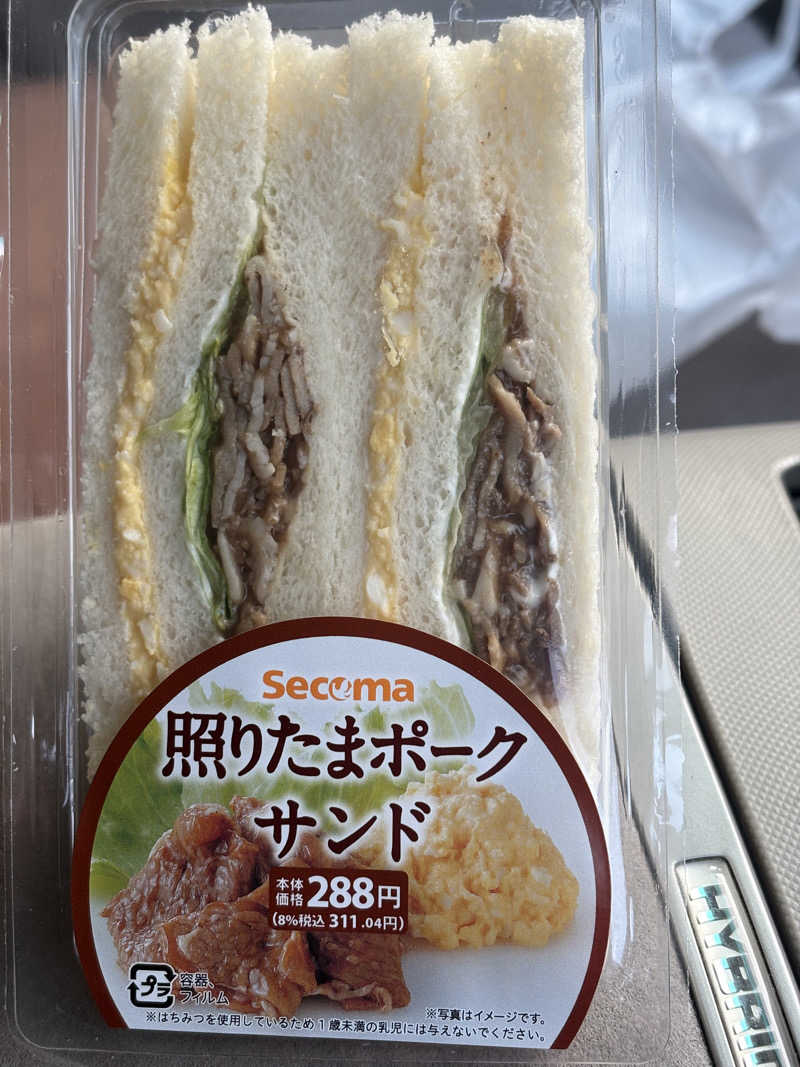 Secoma
照りたまポーク
サンド
本体価格 288円
(8%税込 311.04円)
プラ 容器、フィルム
※写真はイメージです。
※はちみつを使用しているため1歳未満の乳児には与えないでください。